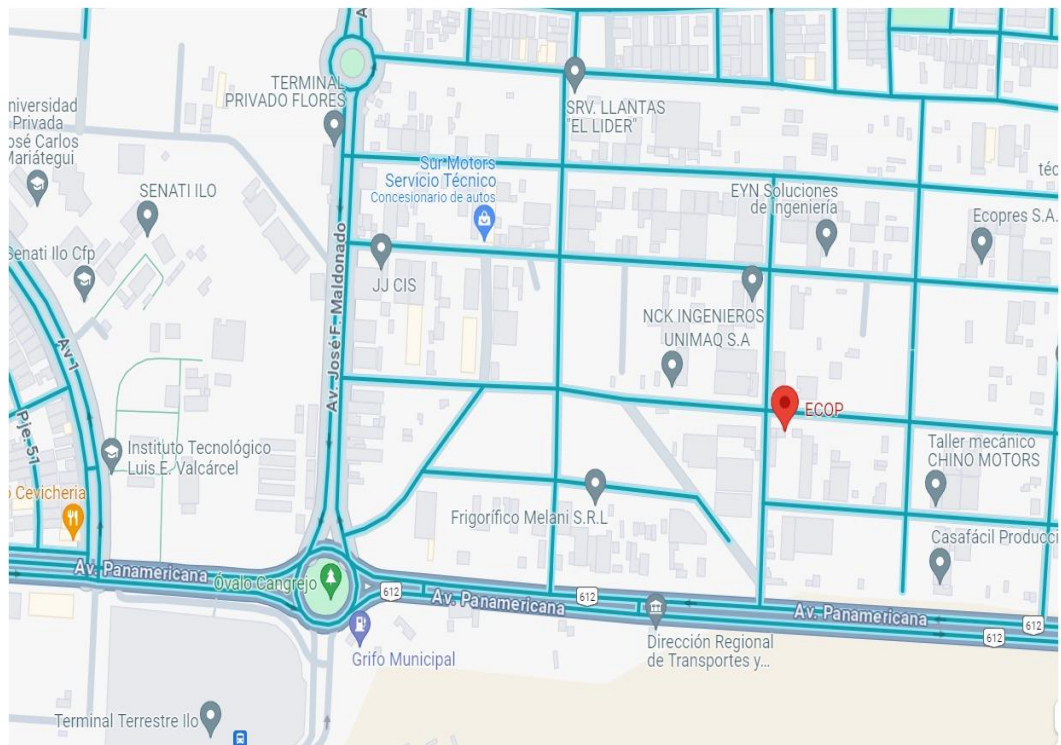 A
TERMINAL
PRIVADO FLORES
SRV. LLANTAS
"EL LIDER"
niversidad
Privada
osé Carlos
Mariátegui
SENATI ILO
Sur Motors
Servicio Técnico
Concesionario de autos
EYN Soluciones
de Ingeniería
téc
Ecopres S.A.
Senati Ilo Cfp
JJ CIS
Av. José F. Maldonado
NCK INGENIEROS
UNIMAQ S.A
Av 1
Pje. 51
ECOP
Instituto Tecnológico
Luis E. Valcárcel
Taller mecánico
CHINO MOTORS
o Cevicheria
Frigorífico Melani S.R.L
Casafácil Producci
Av. Panamericana
Óvalo Cangrejo
612
Av. Panamericana
612
Av. Panamericana
612
612
Grifo Municipal
Dirección Regional
de Transportes y...
Terminal Terrestre Ilo